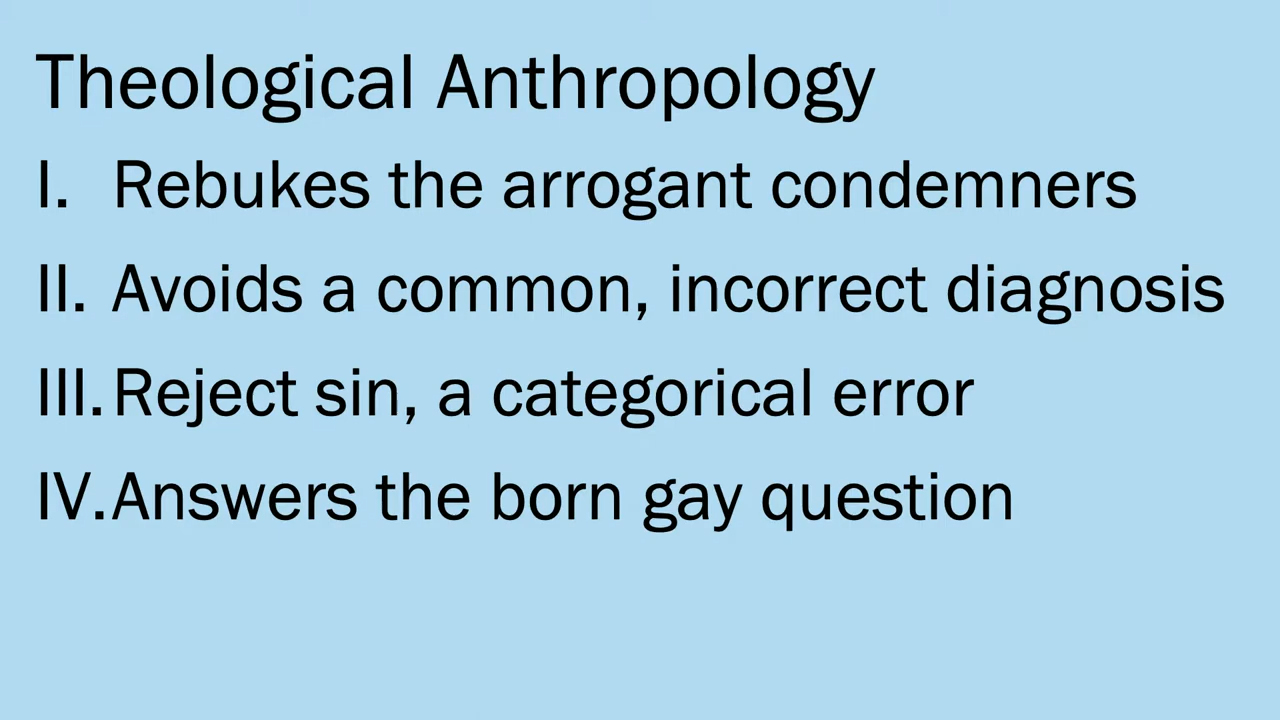 Theological Anthropology
I. Rebukes the arrogant condemners
II. Avoids a common, incorrect diagnosis
III. Reject sin, a categorical error
IV. Answers the born gay question